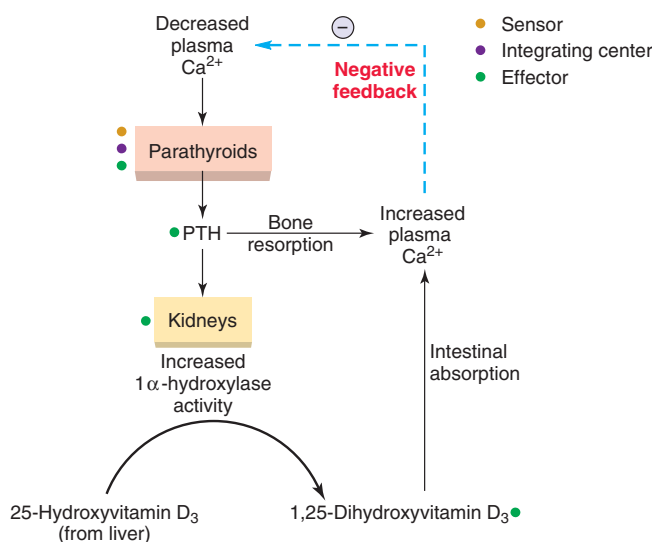 Decreased
plasma
Ca2+
−
Negative
feedback
Sensor
Integrating center
Effector
Parathyroids
PTH
Bone
resorption
Increased
plasma
Ca2+
Kidneys
Increased
1α-hydroxylase
activity
Intestinal
absorption
25-Hydroxyvitamin D3
(from liver)
1,25-Dihydroxyvitamin D3